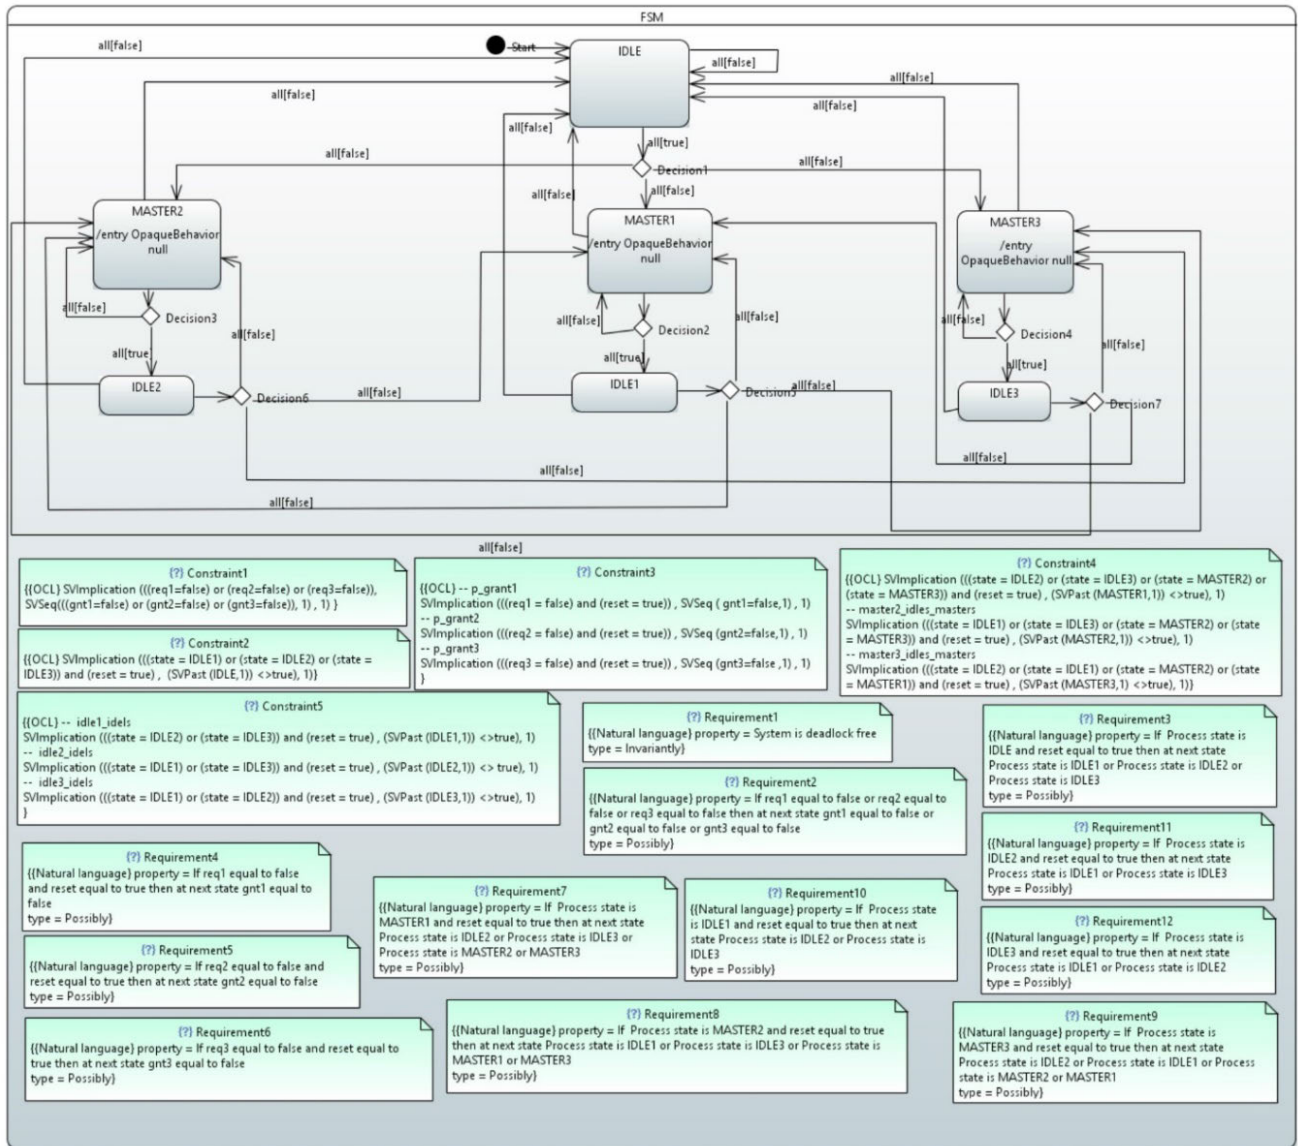 FSM
all[false]
Start
IDLE
all[false]
all[false]
all[false]
all[false]
all[true]
all[false]
all[false]
Decision1
all[false]
all[false]
MASTER2
/entry OpaqueBehavior
null
MASTER1
/entry OpaqueBehavior
null
MASTER3
/entry
OpaqueBehavior null
all[false]
Decision3
all[false]
all[false]
Decision2
all[false]
all[false]
Decision4
all[false]
all[true]
IDLE2
Decision6
all[false]
all[true]
IDLE1
all[false]
all[true]
IDLE3
Decision7
all[false]
all[false]
all[false]
all[false]
{?} Constraint1
{{OCL} SVImplication (((req1=false) or (req2=false) or (req3=false)),
SVSeq(((gnt1=false) or (gnt2=false) or (gnt3=false)), 1) , 1) }
{?} Constraint2
{{OCL} SVImplication (((state = IDLE1) or (state = IDLE2) or (state =
IDLE3)) and (reset = true) , (SVPast (IDLE,1)) <>true), 1)}
{?} Constraint3
{{OCL} -- p_grant1
SVImplication (((req1 = false) and (reset = true)) , SVSeq ( gnt1=false,1) , 1)
-- p_grant2
SVImplication (((req2 = false) and (reset = true)) , SVSeq (gnt2=false,1) , 1)
-- p_grant3
SVImplication (((req3 = false) and (reset = true)) , SVSeq (gnt3=false ,1) , 1)
}
{?} Constraint4
{{OCL} SVImplication (((state = IDLE2) or (state = IDLE3) or (state = MASTER2) or
(state = MASTER3)) and (reset = true) , (SVPast (MASTER1,1)) <>true), 1)
-- master2_idles_masters
SVImplication (((state = IDLE1) or (state = IDLE3) or (state = MASTER2) or (state
= MASTER3)) and (reset = true) , (SVPast (MASTER2,1)) <>true), 1)
-- master3_idles_masters
SVImplication (((state = IDLE2) or (state = IDLE1) or (state = MASTER2) or (state
= MASTER1)) and (reset = true) , (SVPast (MASTER3,1) <>true), 1)}
{?} Constraint5
{{OCL} -- idle1_idels
SVImplication (((state = IDLE2) or (state = IDLE3)) and (reset = true) , (SVPast (IDLE1,1)) <>true), 1)
-- idle2_idels
SVImplication (((state = IDLE1) or (state = IDLE3)) and (reset = true) , (SVPast (IDLE2,1)) <> true), 1)
-- idle3_idels
SVImplication (((state = IDLE1) or (state = IDLE2)) and (reset = true) , (SVPast (IDLE3,1)) <>true), 1)
}
{?} Requirement1
{{Natural language} property = System is deadlock free
type = Invariantly}
{?} Requirement2
{{Natural language} property = If req1 equal to false or req2 equal to
false or req3 equal to false then at next state gnt1 equal to false or
gnt2 equal to false or gnt3 equal to false
type = Possibly}
{?} Requirement3
{{Natural language} property = If Process state is
IDLE and reset equal to true then at next state
Process state is IDLE1 or Process state is IDLE2 or
Process state is IDLE3
type = Possibly}
{?} Requirement11
{{Natural language} property = If Process state is
IDLE2 and reset equal to true then at next state
Process state is IDLE1 or Process state is IDLE3
type = Possibly}
{?} Requirement4
{{Natural language} property = If req1 equal to false
and reset equal to true then at next state gnt1 equal to
false
type = Possibly}
{?} Requirement7
{{Natural language} property = If Process state is
MASTER1 and reset equal to true then at next state
Process state is IDLE2 or Process state is IDLE3 or
Process state is MASTER2 or MASTER3
type = Possibly}
{?} Requirement10
{{Natural language} property = If Process state
is IDLE1 and reset equal to true then at next
state Process state is IDLE2 or Process state is
IDLE3
type = Possibly}
{?} Requirement12
{{Natural language} property = If Process state is
IDLE3 and reset equal to true then at next state
Process state is IDLE1 or Process state is IDLE2
type = Possibly}
{?} Requirement5
{{Natural language} property = If req2 equal to false and
reset equal to true then at next state gnt2 equal to false
type = Possibly}
{?} Requirement6
{{Natural language} property = If req3 equal to false and reset equal to
true then at next state gnt3 equal to false
type = Possibly}
{?} Requirement8
{{Natural language} property = If Process state is MASTER2 and reset equal to true
then at next state Process state is IDLE1 or Process state is IDLE3 or Process state is
MASTER1 or MASTER3
type = Possibly}
{?} Requirement9
{{Natural language} property = If Process state is
MASTER3 and reset equal to true then at next state
Process state is IDLE2 or Process state is IDLE1 or Process
state is MASTER2 or MASTER1
type = Possibly}